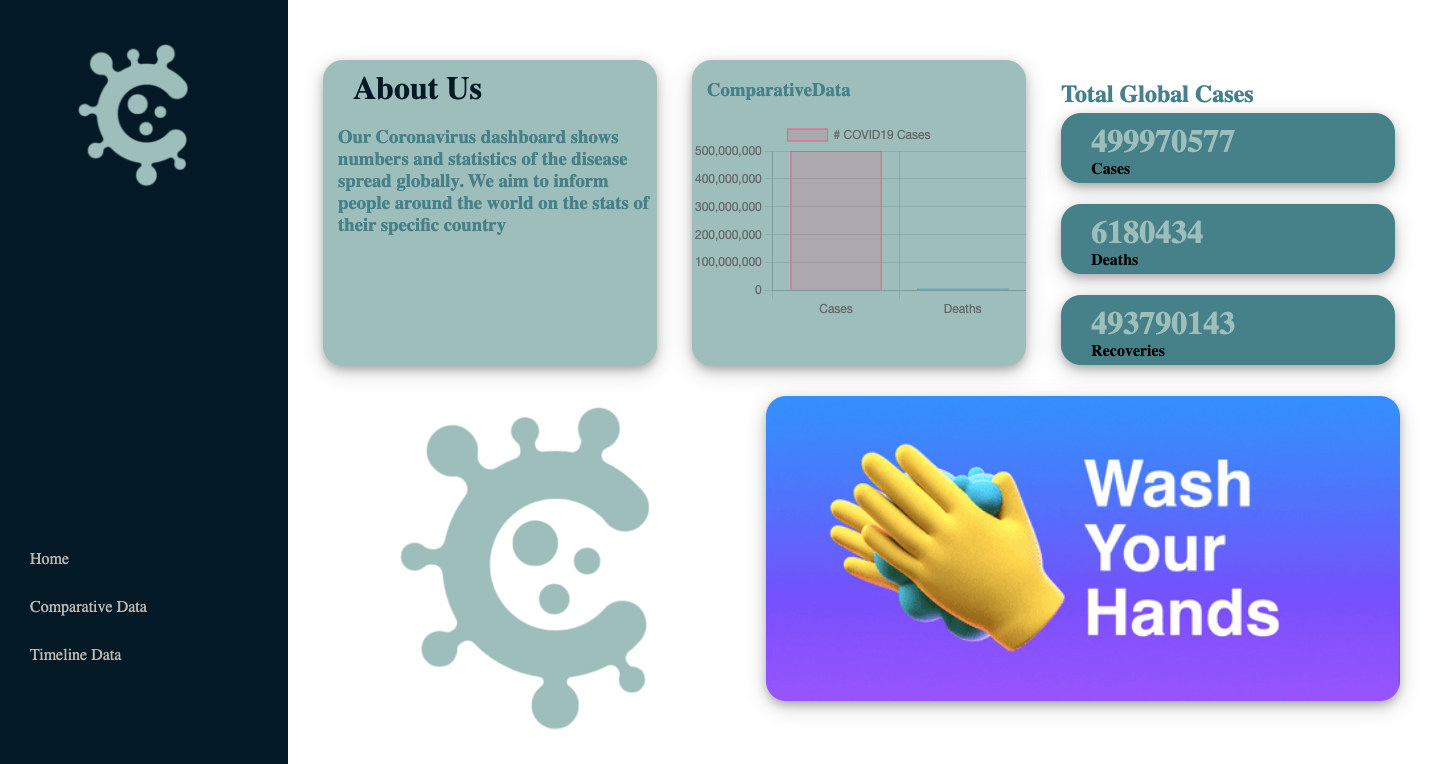 Home
Comparative Data
Timeline Data
About Us
Our Coronavirus dashboard shows
numbers and statistics of the disease
spread globally. We aim to inform
people around the world on the stats of
their specific country
ComparativeData
# COVID19 Cases
500,000,000
400,000,000
300,000,000
200,000,000
100,000,000
0
Cases
Deaths
Total Global Cases
499970577
Cases
6180434
Deaths
493790143
Recoveries
Wash
Your
Hands